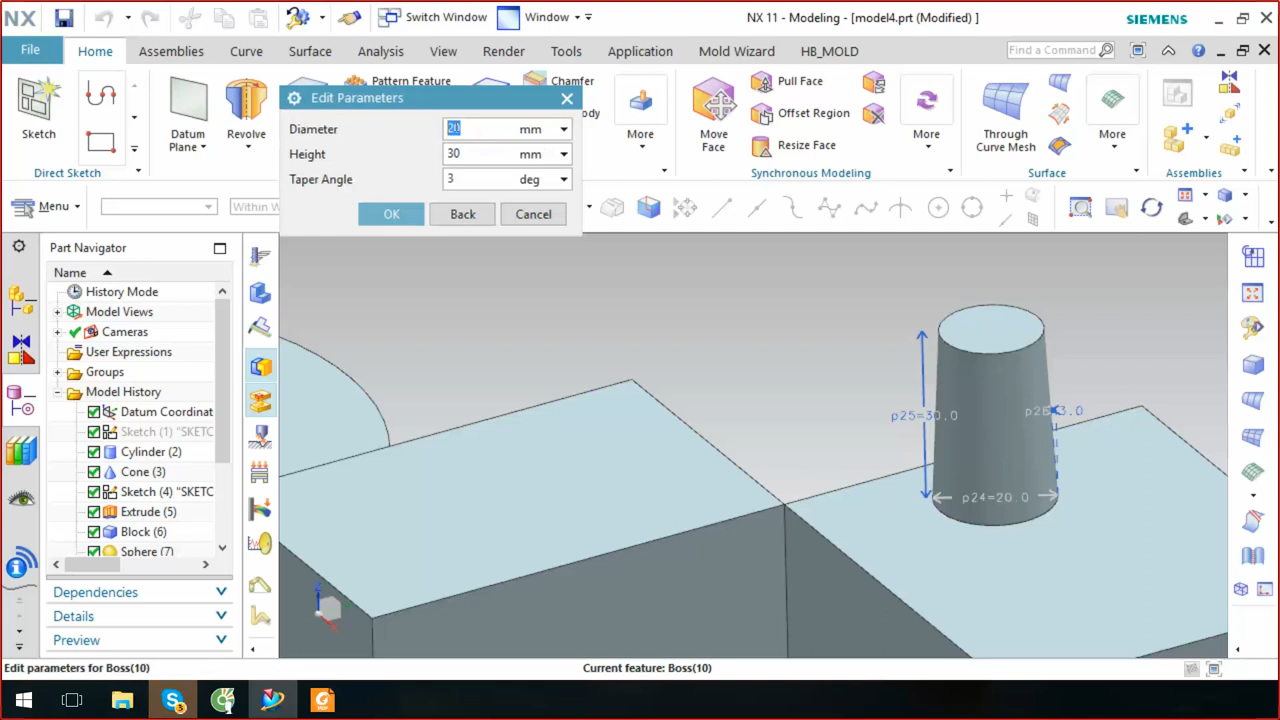 NX
Switch Window
Window
NX 11 - Modeling - [model4.prt (Modified) ]
SIEMENS
File
Home
Assemblies
Curve
Surface
Analysis
View
Render
Tools
Application
Mold Wizard
HB_MOLD
Find a Command
Sketch
Datum
Plane
Revolve
Pattern Feature
Chamfer
More
Move
Face
Pull Face
Offset Region
Resize Face
More
Through
Curve Mesh
More
Direct Sketch
Synchronous Modeling
Surface
Assemblies
Edit Parameters
Diameter
20
mm
Height
30
mm
Taper Angle
3
deg
OK
Back
Cancel
Menu
Within W
Part Navigator
Name
History Mode
Model Views
Cameras
User Expressions
Groups
Model History
Datum Coordinat
Sketch (1) "SKETC
Cylinder (2)
Cone (3)
Sketch (4) "SKETC
Extrude (5)
Block (6)
Sphere (7)
Dependencies
Details
Preview
p25=30.0
p26=3.0
p24=20.0
Edit parameters for Boss(10)
Current feature: Boss(10)
3